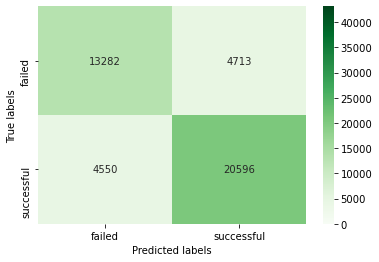 failed
successful
True labels
13282 4713
4550 20596
failed successful
Predicted labels
40000
35000
30000
25000
20000
15000
10000
5000
0